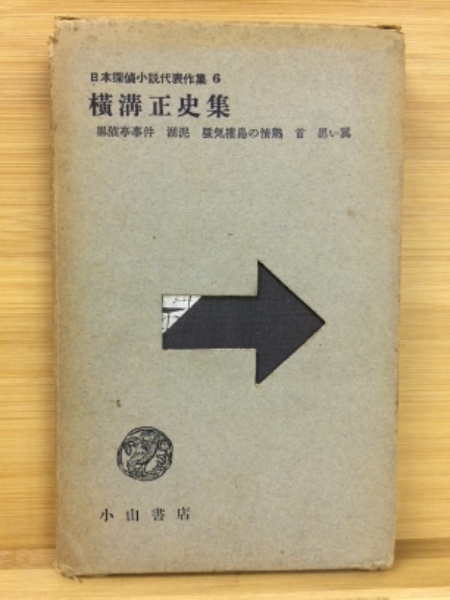 日本探偵小説代表作集 6
横溝正史集
黒猫亭事件 湖泥 蜃気楼島の情熱 首 黒い翼
小山書店